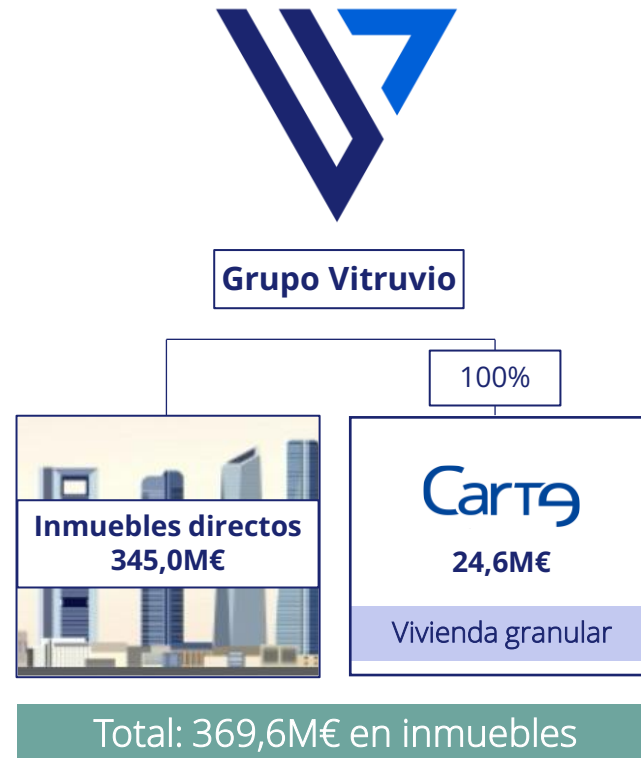 Grupo Vitruvio
100%
Inmuebles directos
345,0M€
Carte
24,6M€
Vivienda granular
Total: 369,6M€ en inmuebles